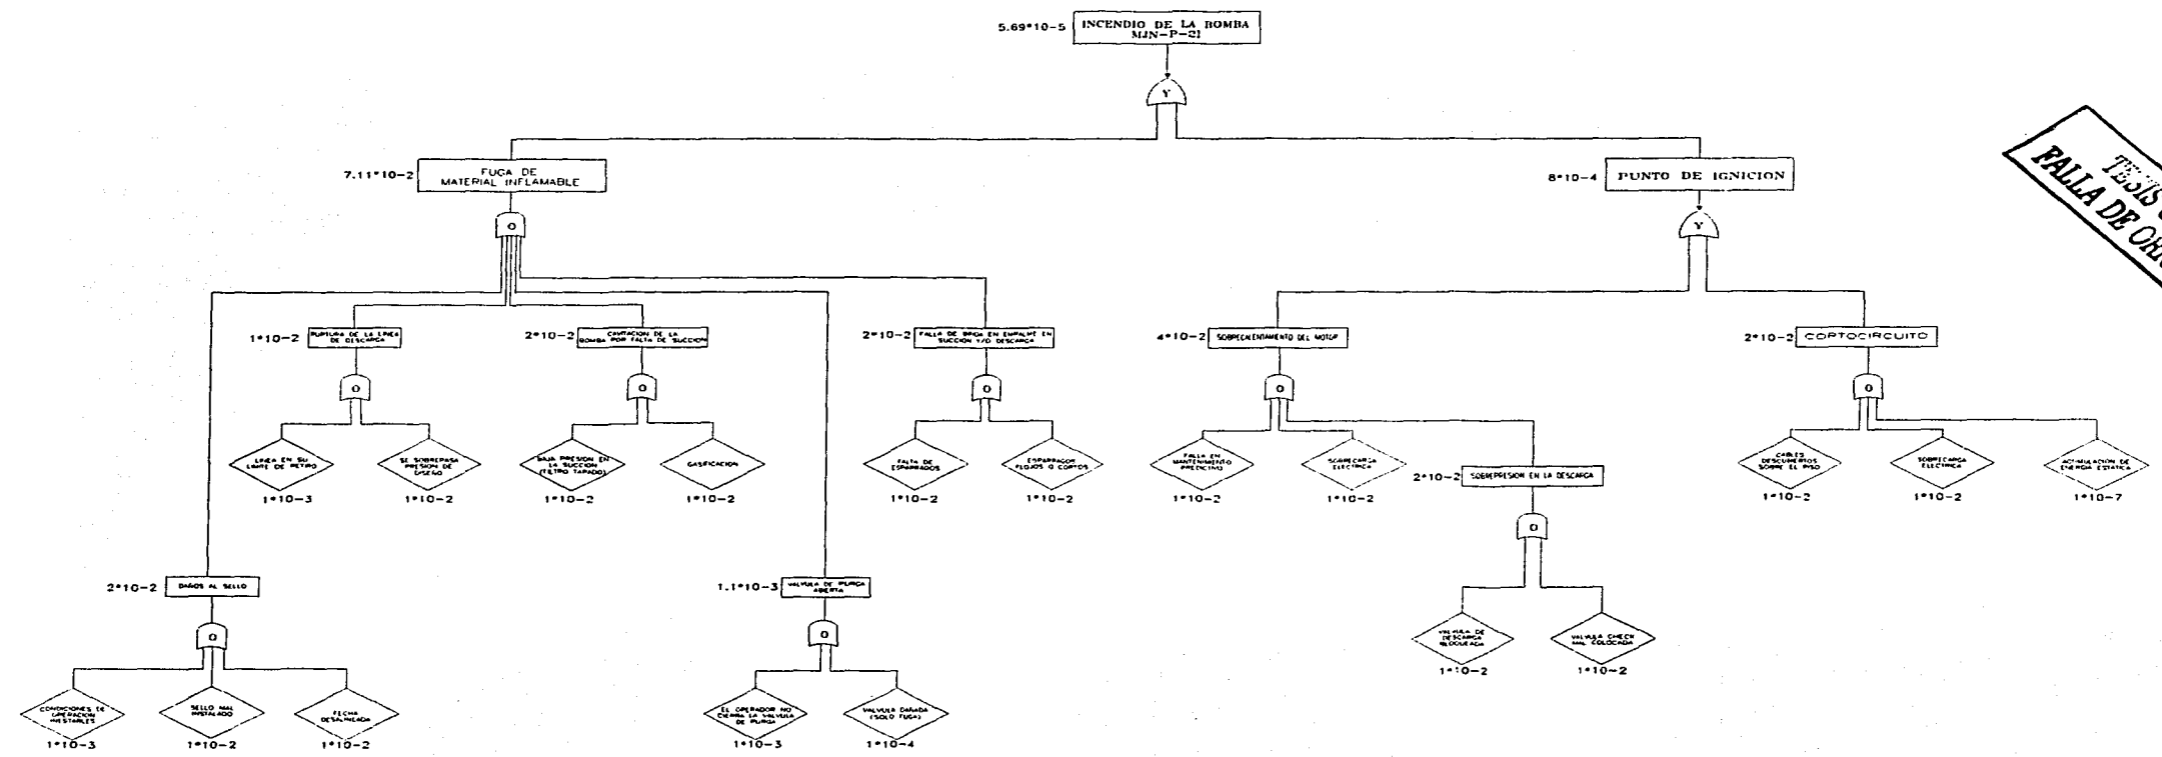 5.69*10-5
INCENDIO DE LA BOMBA
MJN-P-21
Y
7.11*10-2
FUGA DE
MATERIAL INFLAMABLE
8*10-4
PUNTO DE IGNICION
TESIS
FALLA DE
O
Y
1*10-2
RUPTURA DE LA LINEA
DE DESCARGA
2*10-2
CAVITACION DE LA
BOMBA POR FALTA DE SUCCION
2*10-2
FALLA DE BRIDA EN EMPALME EN
SUCCION Y/O DESCARGA
4*10-2
SOBRECALENTAMIENTO DEL MOTOR
2*10-2
CORTOCIRCUITO
O
O
O
O
O
LINEA EN SU
LIMITE DE RETIRO
1*10-3
SE SOBREPASA
PRESION DE
DISEÑO
1*10-2
BAJA PRESION EN
LA SUCCION
(FILTRO TAPADO)
1*10-2
GASIFICACION
1*10-2
FALTA DE
ESPARRAGOS
1*10-2
ESPARRAGOS
FLOJOS O CORTOS
1*10-2
FALLA EN
MANTENIMIENTO
PREDICTIVO
1*10-2
SOBRECARGA
ELECTRICA
1*10-2
2*10-2
SOBREPRESION EN LA DESCARGA
CABLES
DESCUBIERTOS
SOBRE EL PISO
1*10-2
SOBRECARGA
ELECTRICA
1*10-2
ACUMULACION DE
ENERGIA ESTATICA
1*10-7
O
2*10-2
DAÑOS AL SELLO
1.1*10-3
VALVULA DE PURGA
ABIERTA
O
O
VALVULA DE
DESCARGA
BLOQUEADA
1*10-2
VALVULA CHECK
MAL COLOCADA
1*10-2
CONDICIONES DE
OPERACION
INESTABLES
1*10-3
SELLO MAL
INSTALADO
1*10-2
FLECHA
DESALINEADA
1*10-2
EL OPERADOR NO
CIERRA LA VALVULA
DE PURGA
1*10-3
VALVULA DAÑADA
(SOLO FUGA)
1*10-4